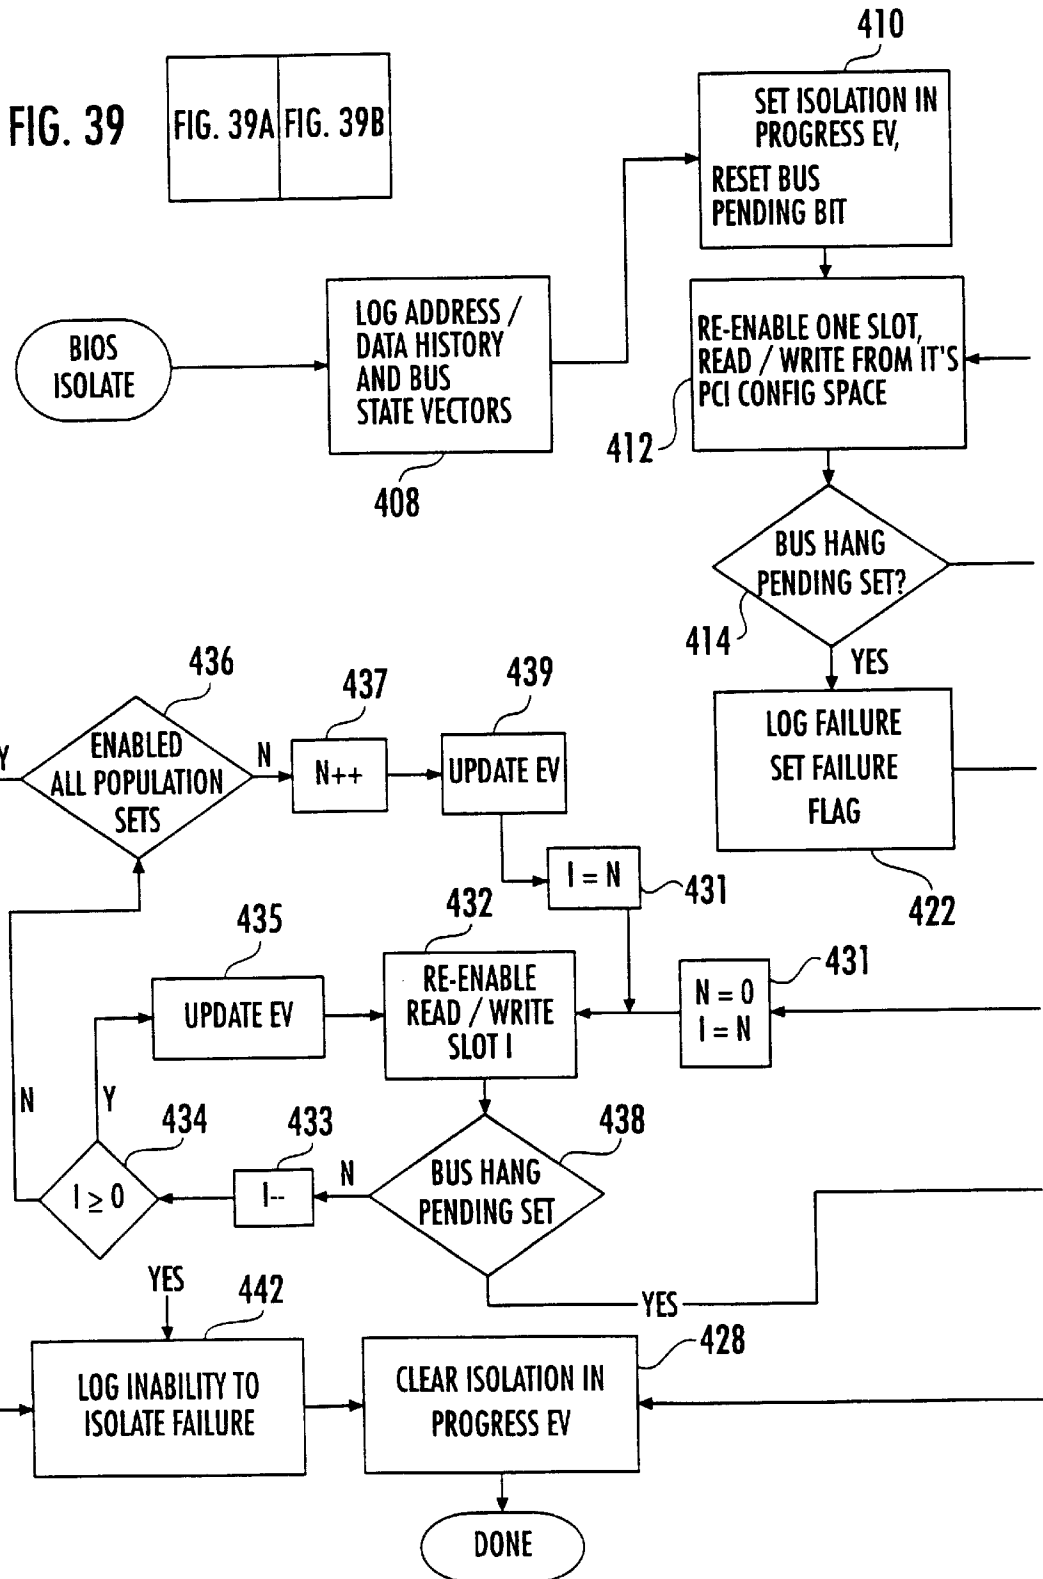 FIG. 39
FIG. 39A
FIG. 39B
410
SET ISOLATION IN
PROGRESS EV,
RESET BUS
PENDING BIT
BIOS
ISOLATE
LOG ADDRESS /
DATA HISTORY
AND BUS
STATE VECTORS
408
RE-ENABLE ONE SLOT,
READ / WRITE FROM IT'S
PCI CONFIG SPACE
412
BUS HANG
PENDING SET?
414
YES
LOG FAILURE
SET FAILURE
FLAG
422
436
Y
ENABLED
ALL POPULATION
SETS
N
437
N++
439
UPDATE EV
I = N
431
432
435
UPDATE EV
RE-ENABLE
READ / WRITE
SLOT I
431
N = 0
I = N
N
Y
434
I ≥ 0
433
I--
N
438
BUS HANG
PENDING SET
YES
YES
442
LOG INABILITY TO
ISOLATE FAILURE
428
CLEAR ISOLATION IN
PROGRESS EV
DONE